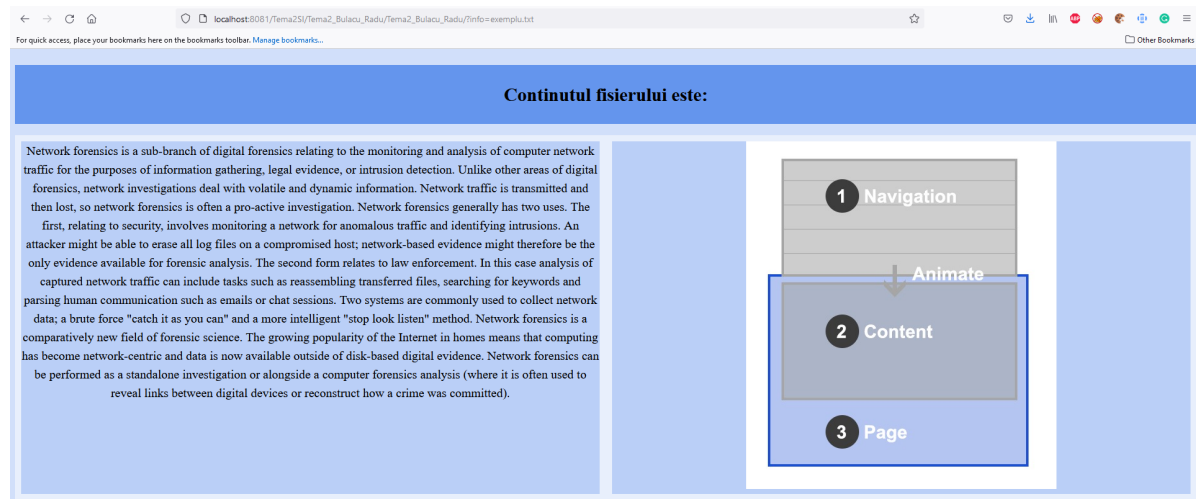 localhost:8081/Tema2SI/Tema2_Bulacu_Radu/Tema2_Bulacu_Radu/?info=exemplu.txt
For quick access, place your bookmarks here on the bookmarks toolbar. Manage bookmarks...
Other Bookmarks
Continutul fisierului este:
Network forensics is a sub-branch of digital forensics relating to the monitoring and analysis of computer network
traffic for the purposes of information gathering, legal evidence, or intrusion detection. Unlike other areas of digital
forensics, network investigations deal with volatile and dynamic information. Network traffic is transmitted and
then lost, so network forensics is often a pro-active investigation. Network forensics generally has two uses. The
first, relating to security, involves monitoring a network for anomalous traffic and identifying intrusions. An
attacker might be able to erase all log files on a compromised host; network-based evidence might therefore be the
only evidence available for forensic analysis. The second form relates to law enforcement. In this case analysis of
captured network traffic can include tasks such as reassembling transferred files, searching for keywords and
parsing human communication such as emails or chat sessions. Two systems are commonly used to collect network
data; a brute force "catch it as you can" and a more intelligent "stop look listen" method. Network forensics is a
comparatively new field of forensic science. The growing popularity of the Internet in homes means that computing
has become network-centric and data is now available outside of disk-based digital evidence. Network forensics can
be performed as a standalone investigation or alongside a computer forensics analysis (where it is often used to
reveal links between digital devices or reconstruct how a crime was committed).
1 Navigation
Animate
2 Content
3 Page